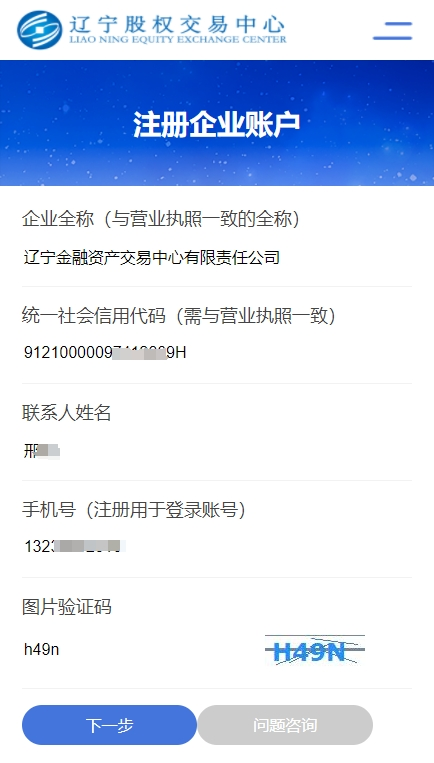 辽宁股权交易中心
LIAO NING EQUITY EXCHANGE CENTER
注册企业账户
企业全称（与营业执照一致的全称）
辽宁金融资产交易中心有限责任公司
统一社会信用代码（需与营业执照一致）
9121000009
9H
联系人姓名
邢
手机号（注册用于登录账号）
132
图片验证码
h49n
H49N
下一步
问题咨询